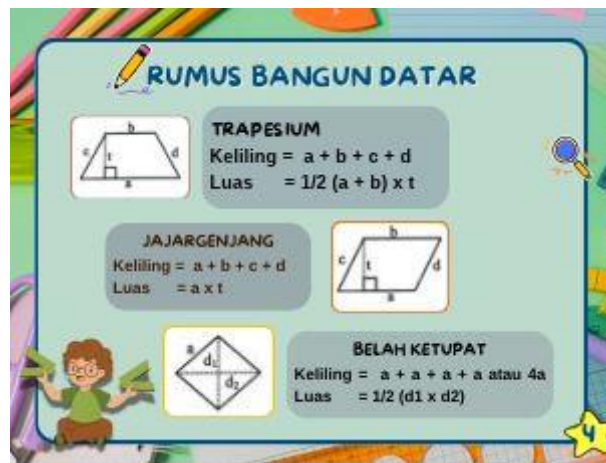 RUMUS BANGUN DATAR
b
c
t
d
a
TRAPESIUM
Keliling = a + b + c + d
Luas = 1/2 (a + b) x t
JAJARGENJANG
Keliling = a + b + c + d
Luas = a x t
b
c
t
d
a
a
d1
d2
BELAH KETUPAT
Keliling = a + a + a + a atau 4a
Luas = 1/2 (d1 x d2)
4